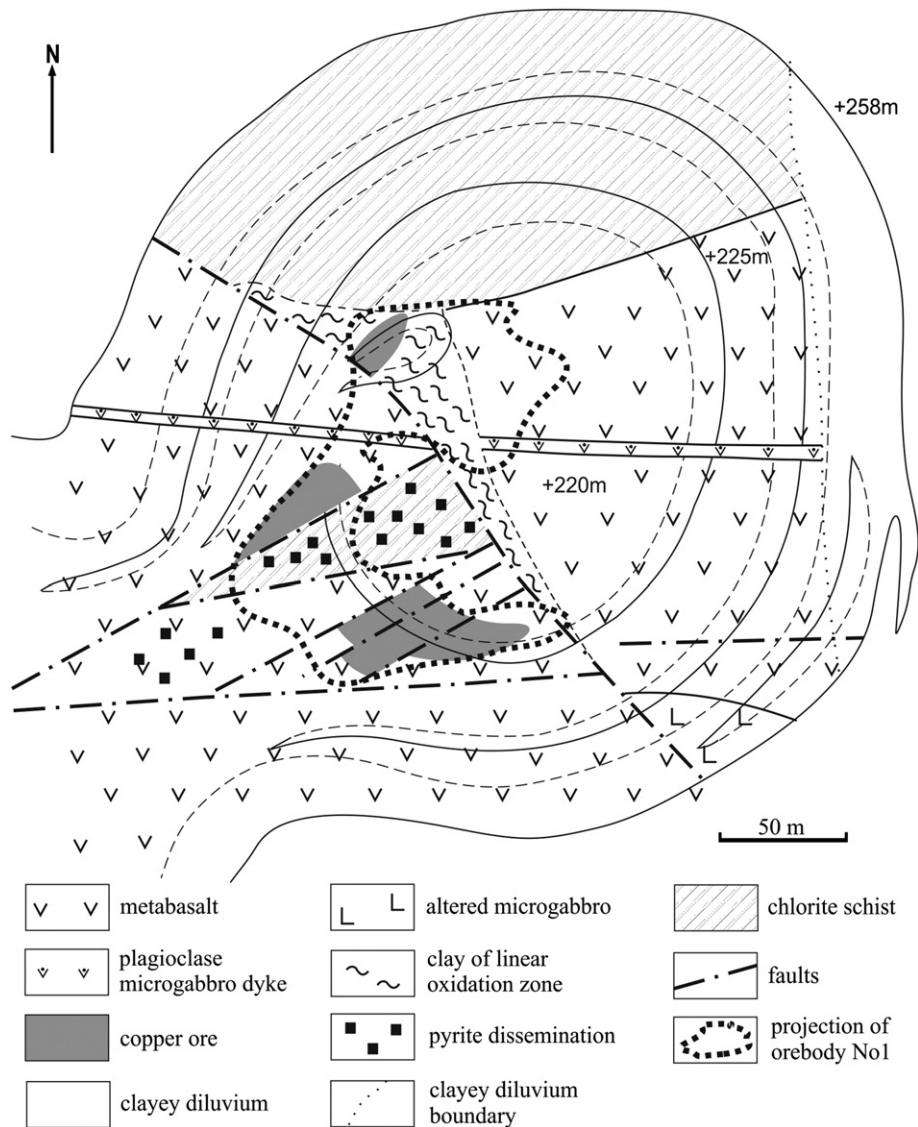 N
+258m
+225m
+220m
50 m
metabasalt
altered microgabbro
chlorite schist
plagioclase
microgabbro dyke
clay of linear
oxidation zone
faults
copper ore
pyrite dissemination
projection of
orebody No1
clayey diluvium
clayey diluvium
boundary